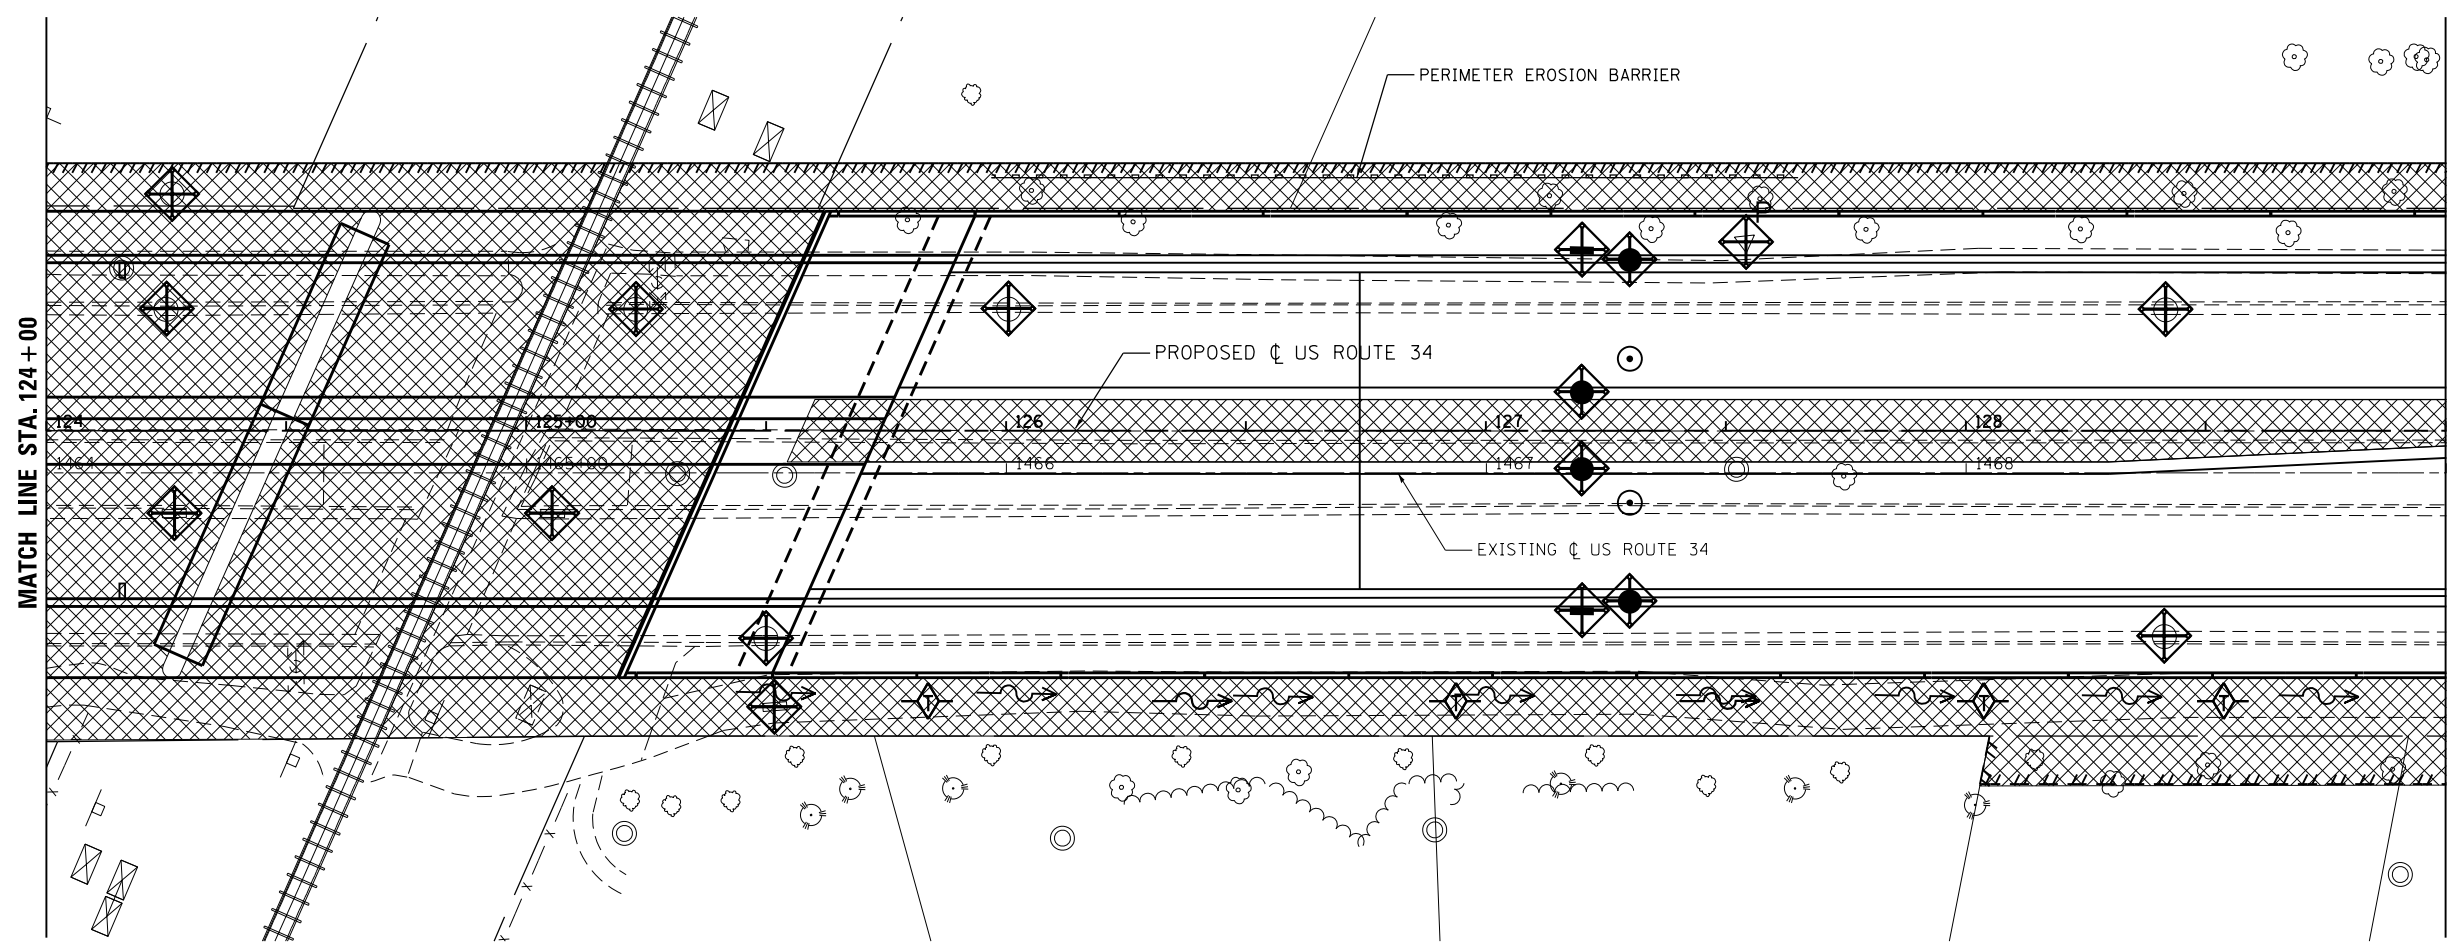 PERIMETER EROSION BARRIER
MATCH LINE STA. 124+00
PROPOSED ℄ US ROUTE 34
124 125+00 126 127 128
1464 1465+00 1466 1467 1468
EXISTING ℄ US ROUTE 34
T T T T